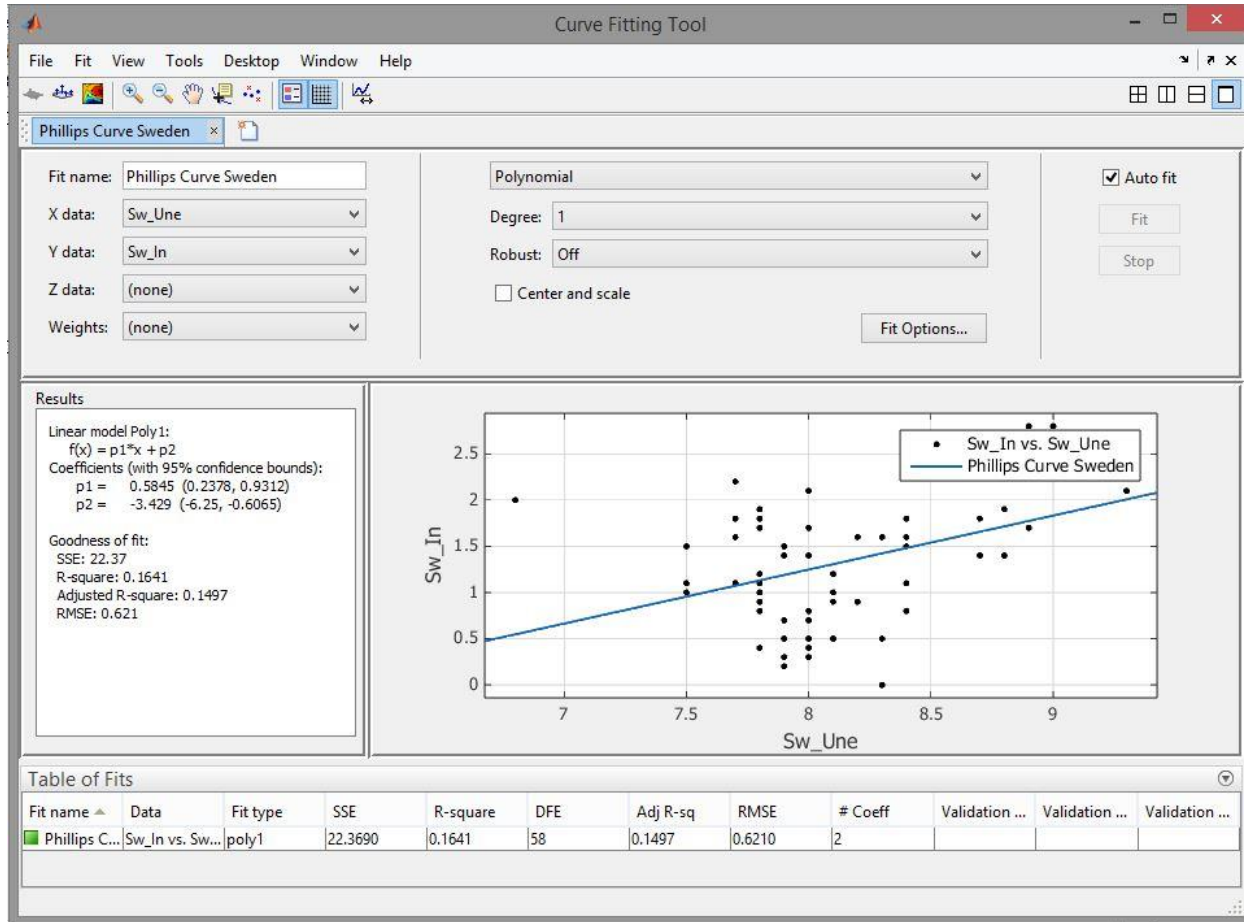 Curve Fitting Tool
File Fit View Tools Desktop Window Help
Phillips Curve Sweden
Fit name: Phillips Curve Sweden
X data: Sw_Une
Y data: Sw_In
Z data: (none)
Weights: (none)
Polynomial
Degree: 1
Robust: Off
Center and scale
Fit Options...
Auto fit
Fit
Stop
Results
Linear model Poly1:
f(x) = p1*x + p2
Coefficients (with 95% confidence bounds):
p1 = 0.5845 (0.2378, 0.9312)
p2 = -3.429 (-6.25, -0.6065)
Goodness of fit:
SSE: 22.37
R-square: 0.1641
Adjusted R-square: 0.1497
RMSE: 0.621
Sw_In vs. Sw_Une
Phillips Curve Sweden
2.5
2
1.5
1
0.5
0
Sw_In
7 7.5 8 8.5 9
Sw_Une
Table of Fits
Fit name Data Fit type SSE R-square DFE Adj R-sq RMSE # Coeff Validation ... Validation ... Validation ...
Phillips C... Sw_In vs. Sw... poly1 22.3690 0.1641 58 0.1497 0.6210 2